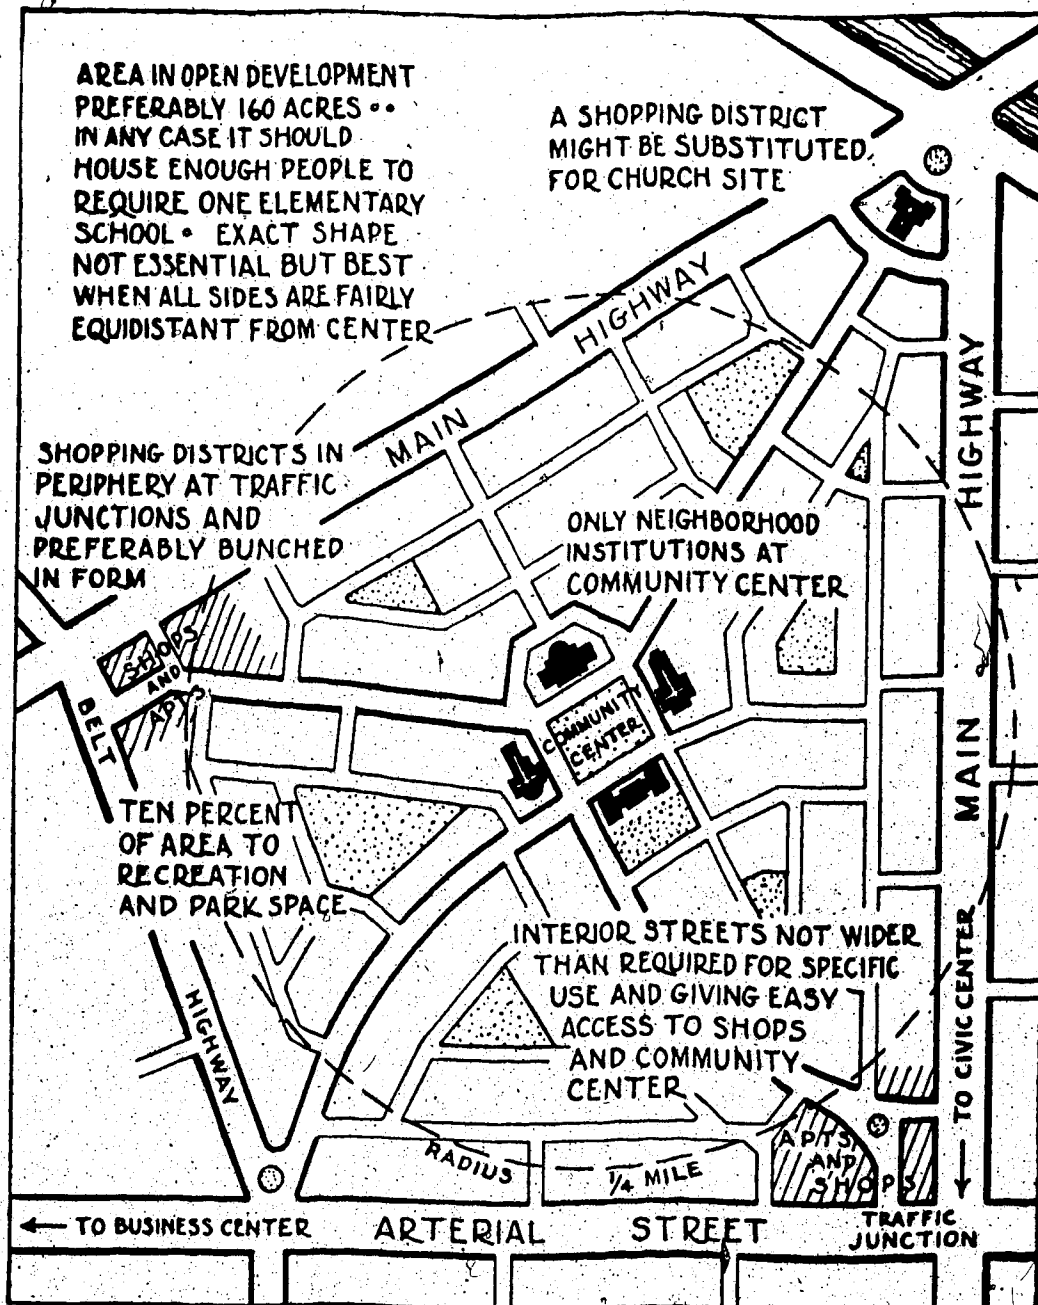 AREA IN OPEN DEVELOPMENT
PREFERABLY 160 ACRES ••
IN ANY CASE IT SHOULD
HOUSE ENOUGH PEOPLE TO
REQUIRE ONE ELEMENTARY
SCHOOL • EXACT SHAPE
NOT ESSENTIAL BUT BEST
WHEN ALL SIDES ARE FAIRLY
EQUIDISTANT FROM CENTER
A SHOPPING DISTRICT
MIGHT BE SUBSTITUTED
FOR CHURCH SITE
MAIN HIGHWAY
SHOPPING DISTRICTS IN
PERIPHERY AT TRAFFIC
JUNCTIONS AND
PREFERABLY BUNCHED
IN FORM
ONLY NEIGHBORHOOD
INSTITUTIONS AT
COMMUNITY CENTER
SHOPS
AND
APTS
BELT
HIGHWAY
COMMUNITY
CENTER
MAIN HIGHWAY
TEN PERCENT
OF AREA TO
RECREATION
AND PARK SPACE
INTERIOR STREETS NOT WIDER
THAN REQUIRED FOR SPECIFIC
USE AND GIVING EASY
ACCESS TO SHOPS
AND COMMUNITY
CENTER
TO CIVIC CENTER
RADIUS 1/4 MILE
APTS
AND
SHOPS
← TO BUSINESS CENTER
ARTERIAL STREET
TRAFFIC
JUNCTION